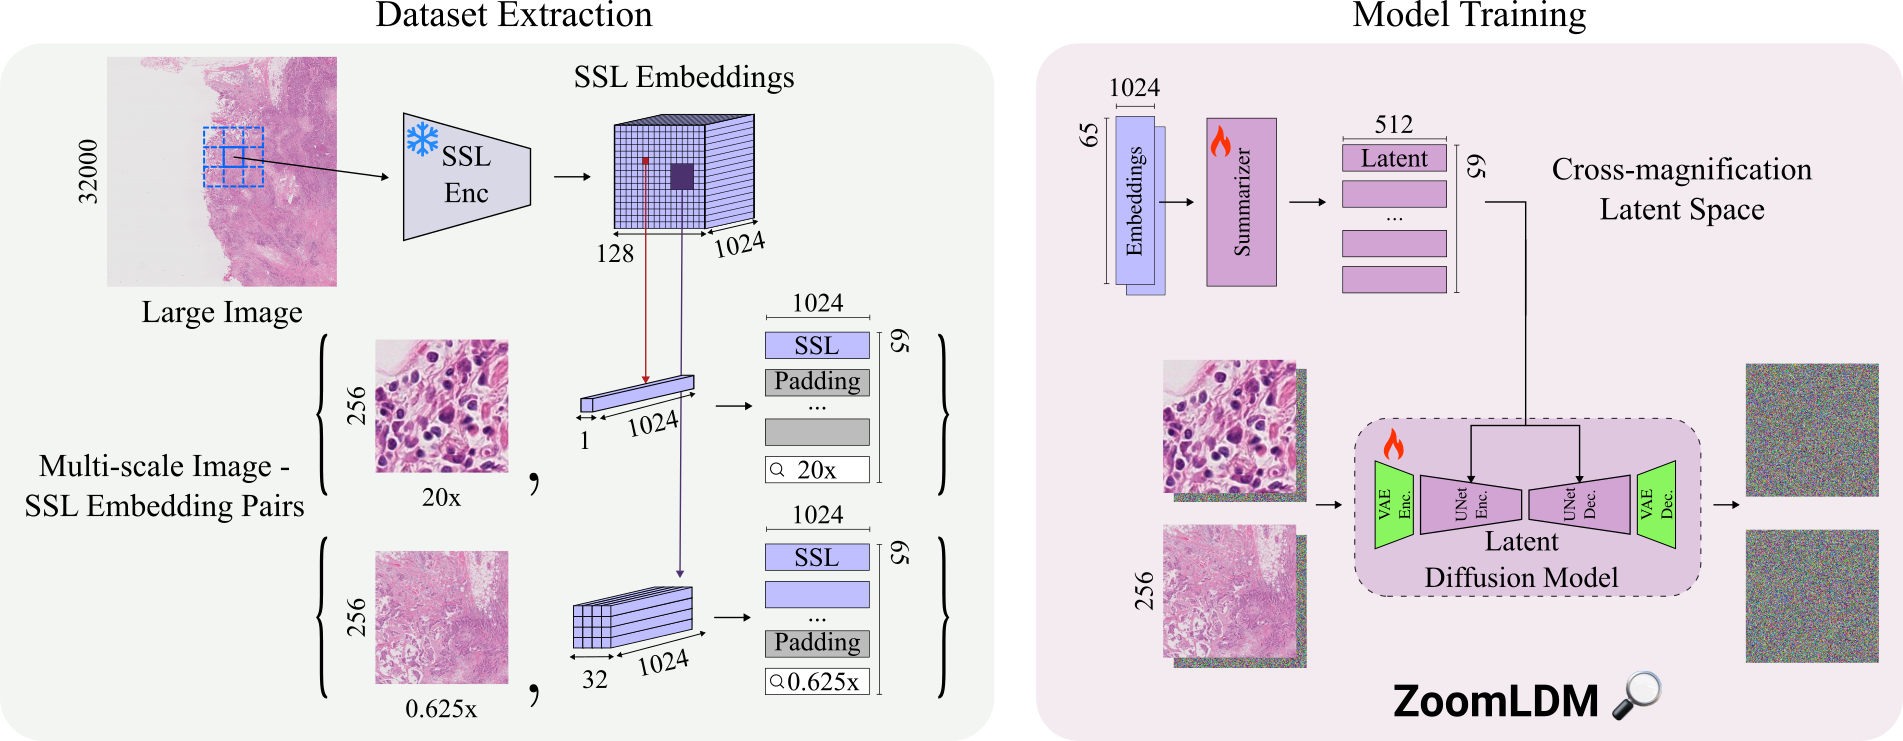 Dataset Extraction
32000
Large Image
SSL
Enc
SSL Embeddings
128
1024
Multi-scale Image -
SSL Embedding Pairs
256
20x
,
1
1024
1024
65
SSL
Padding
...
20x
256
0.625x
,
32
1024
1024
65
SSL
...
Padding
0.625x
Model Training
1024
65
Embeddings
Summarizer
512
Latent
65
...
Cross-magnification
Latent Space
256
VAE
Enc.
UNet
Enc.
UNet
Dec.
VAE
Dec.
Latent
Diffusion Model
ZoomLDM